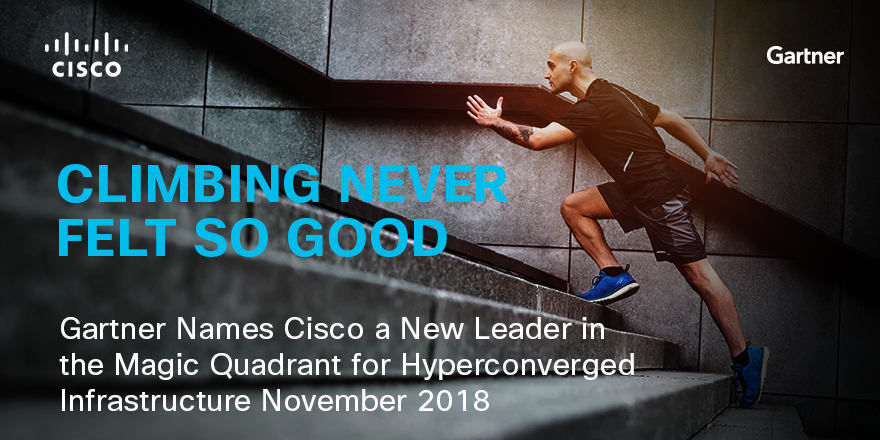 CISCO
Gartner
CLIMBING NEVER
FELT SO GOOD
Gartner Names Cisco a New Leader in
the Magic Quadrant for Hyperconverged
Infrastructure November 2018